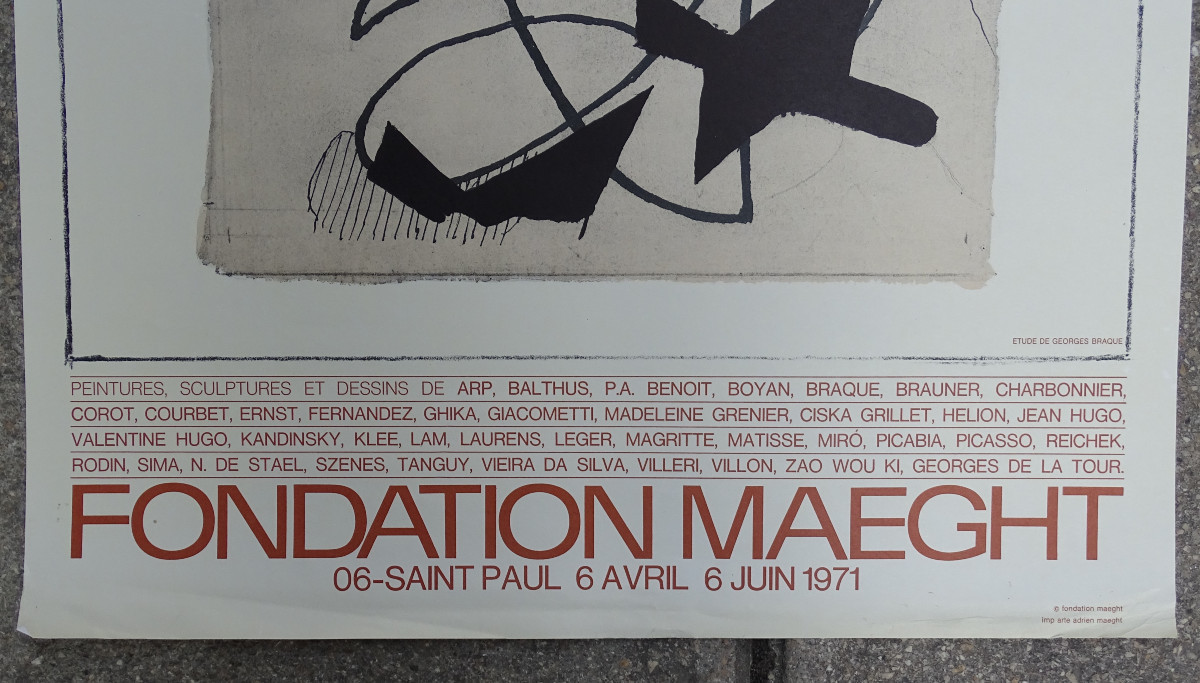 ETUDE DE GEORGES BRAQUE
PEINTURES, SCULPTURES ET DESSINS DE ARP, BALTHUS, P.A. BENOIT, BOYAN, BRAQUE, BRAUNER, CHARBONNIER,
COROT, COURBET, ERNST, FERNANDEZ, GHIKA, GIACOMETTI, MADELEINE GRENIER, CISKA GRILLET, HELION, JEAN HUGO,
VALENTINE HUGO, KANDINSKY, KLEE, LAM, LAURENS, LEGER, MAGRITTE, MATISSE, MIRÓ, PICABIA, PICASSO, REICHEK,
RODIN, SIMA, N. DE STAEL, SZENES, TANGUY, VIEIRA DA SILVA, VILLERI, VILLON, ZAO WOU KI, GEORGES DE LA TOUR.
FONDATION MAEGHT
06-SAINT PAUL 6 AVRIL 6 JUIN 1971
© fondation maeght
imp arte adrien maeght